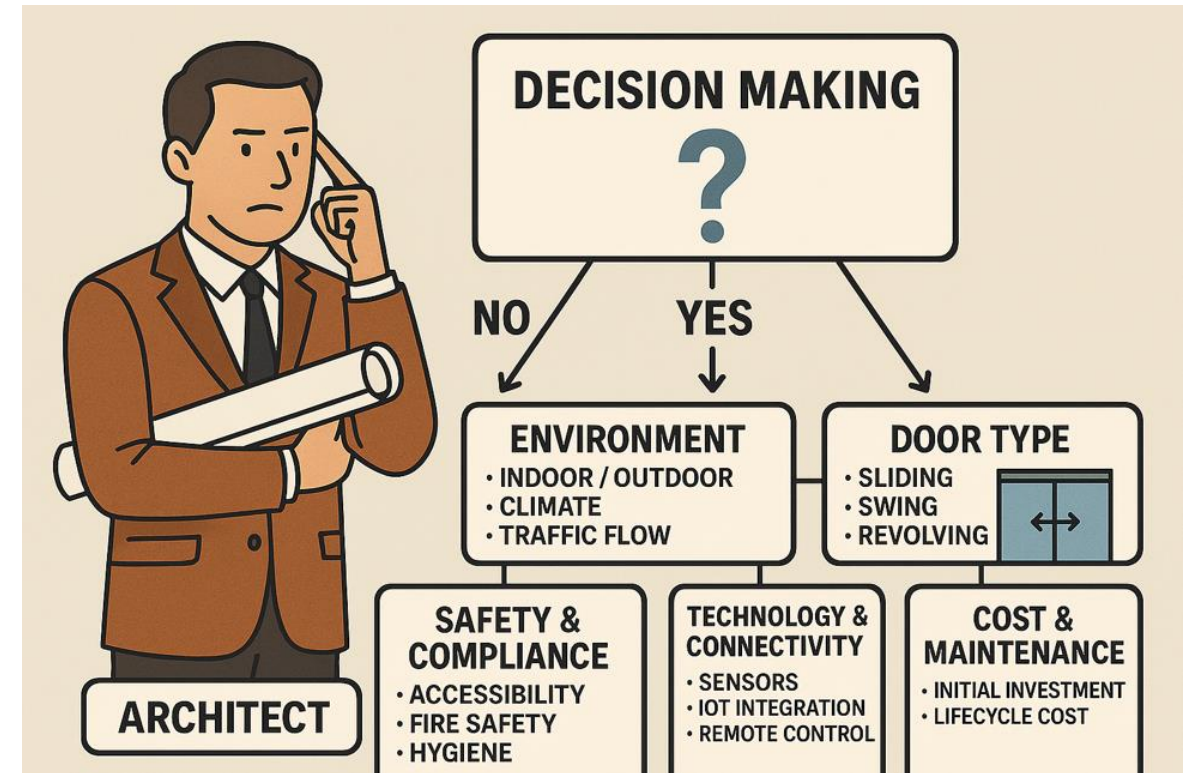 DECISION MAKING
?
NO
YES
ENVIRONMENT
• INDOOR / OUTDOOR
• CLIMATE
• TRAFFIC FLOW
DOOR TYPE
• SLIDING
• SWING
• REVOLVING
SAFETY &
COMPLIANCE
• ACCESSIBILITY
• FIRE SAFETY
• HYGIENE
TECHNOLOGY &
CONNECTIVITY
• SENSORS
• IOT INTEGRATION
• REMOTE CONTROL
COST &
MAINTENANCE
• INITIAL INVESTMENT
• LIFECYCLE COST
ARCHITECT